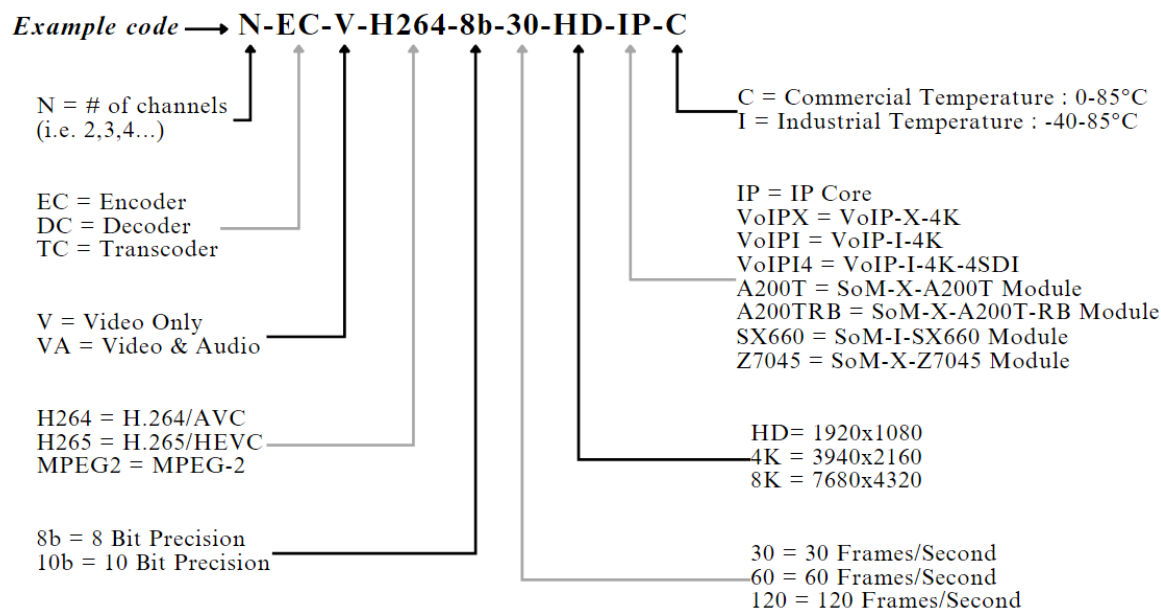 Example code N-EC-V-H264-8b-30-HD-IP-C
N = # of channels
(i.e. 2,3,4...)
EC = Encoder
DC = Decoder
TC = Transcoder
V = Video Only
VA = Video & Audio
H264 = H.264/AVC
H265 = H.265/HEVC
MPEG2 = MPEG-2
8b = 8 Bit Precision
10b = 10 Bit Precision
C = Commercial Temperature : 0-85°C
I = Industrial Temperature : -40-85°C
IP = IP Core
VoIPX = VoIP-X-4K
VoIPI = VoIP-I-4K
VoIPI4 = VoIP-I-4K-4SDI
A200T = SoM-X-A200T Module
A200TRB = SoM-X-A200T-RB Module
SX660 = SoM-I-SX660 Module
Z7045 = SoM-X-Z7045 Module
HD= 1920x1080
4K = 3940x2160
8K = 7680x4320
30 = 30 Frames/Second
60 = 60 Frames/Second
120 = 120 Frames/Second